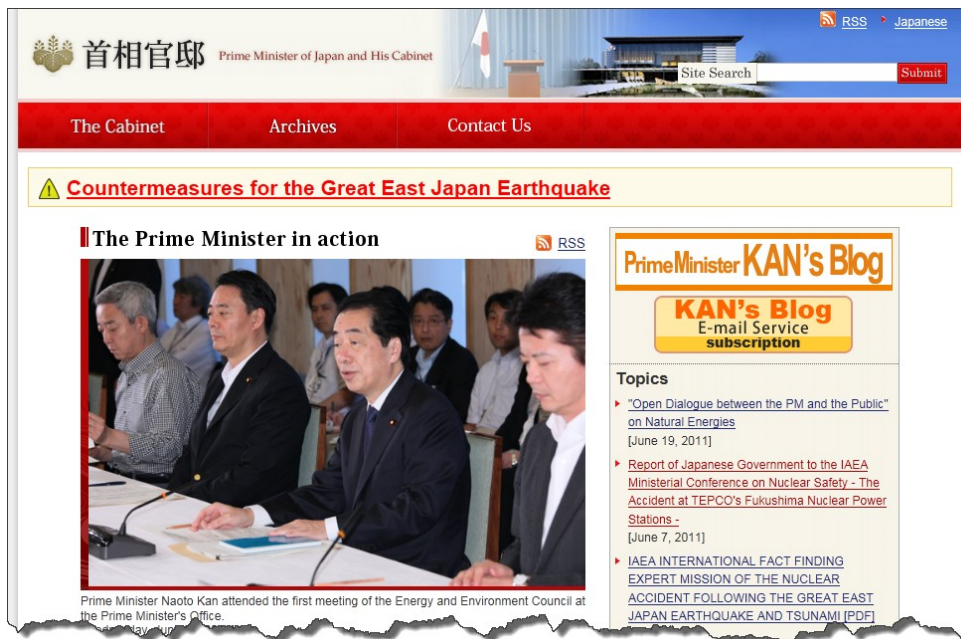 RSS Japanese
首相官邸 Prime Minister of Japan and His Cabinet
Site Search Submit
The Cabinet Archives Contact Us
Countermeasures for the Great East Japan Earthquake
The Prime Minister in action RSS
Prime Minister Naoto Kan attended the first meeting of the Energy and Environment Council at
the Prime Minister's Office.
Prime Minister KAN's Blog
KAN's Blog
E-mail Service
subscription
Topics
"Open Dialogue between the PM and the Public"
on Natural Energies
[June 19, 2011]
Report of Japanese Government to the IAEA
Ministerial Conference on Nuclear Safety - The
Accident at TEPCO's Fukushima Nuclear Power
Stations -
[June 7, 2011]
IAEA INTERNATIONAL FACT FINDING
EXPERT MISSION OF THE NUCLEAR
ACCIDENT FOLLOWING THE GREAT EAST
JAPAN EARTHQUAKE AND TSUNAMI [PDF]